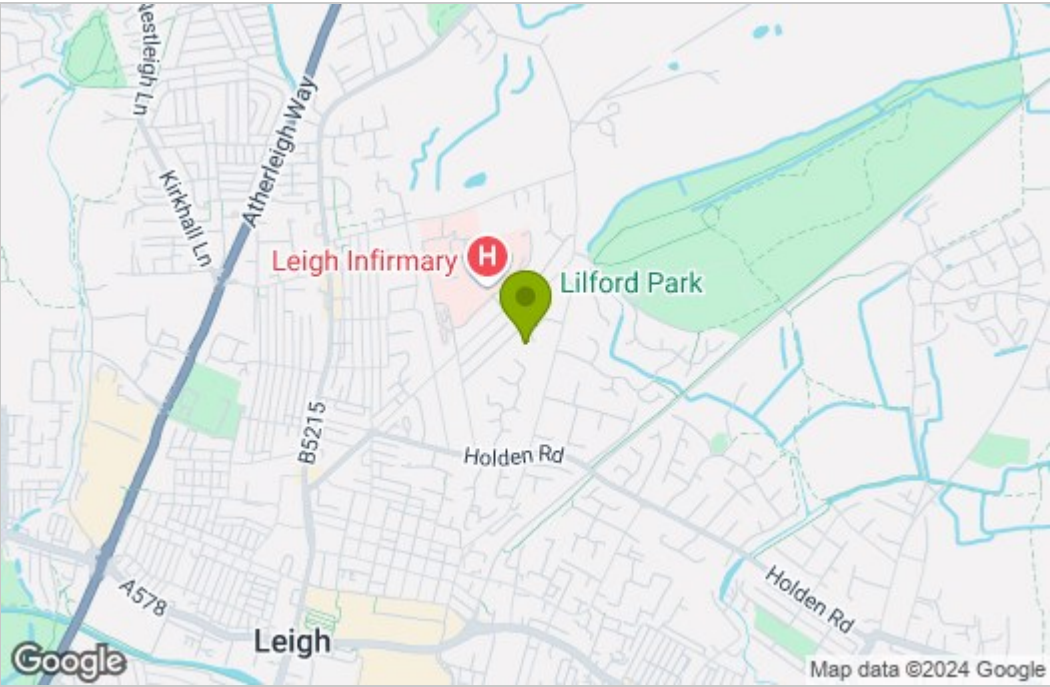 Westleigh Ln
Atherleigh Way
Kirkhall Ln
Leigh Infirmary
H
Lilford Park
B5215
Holden Rd
A578
Holden Rd
Leigh
Google
Map data ©2024 Google